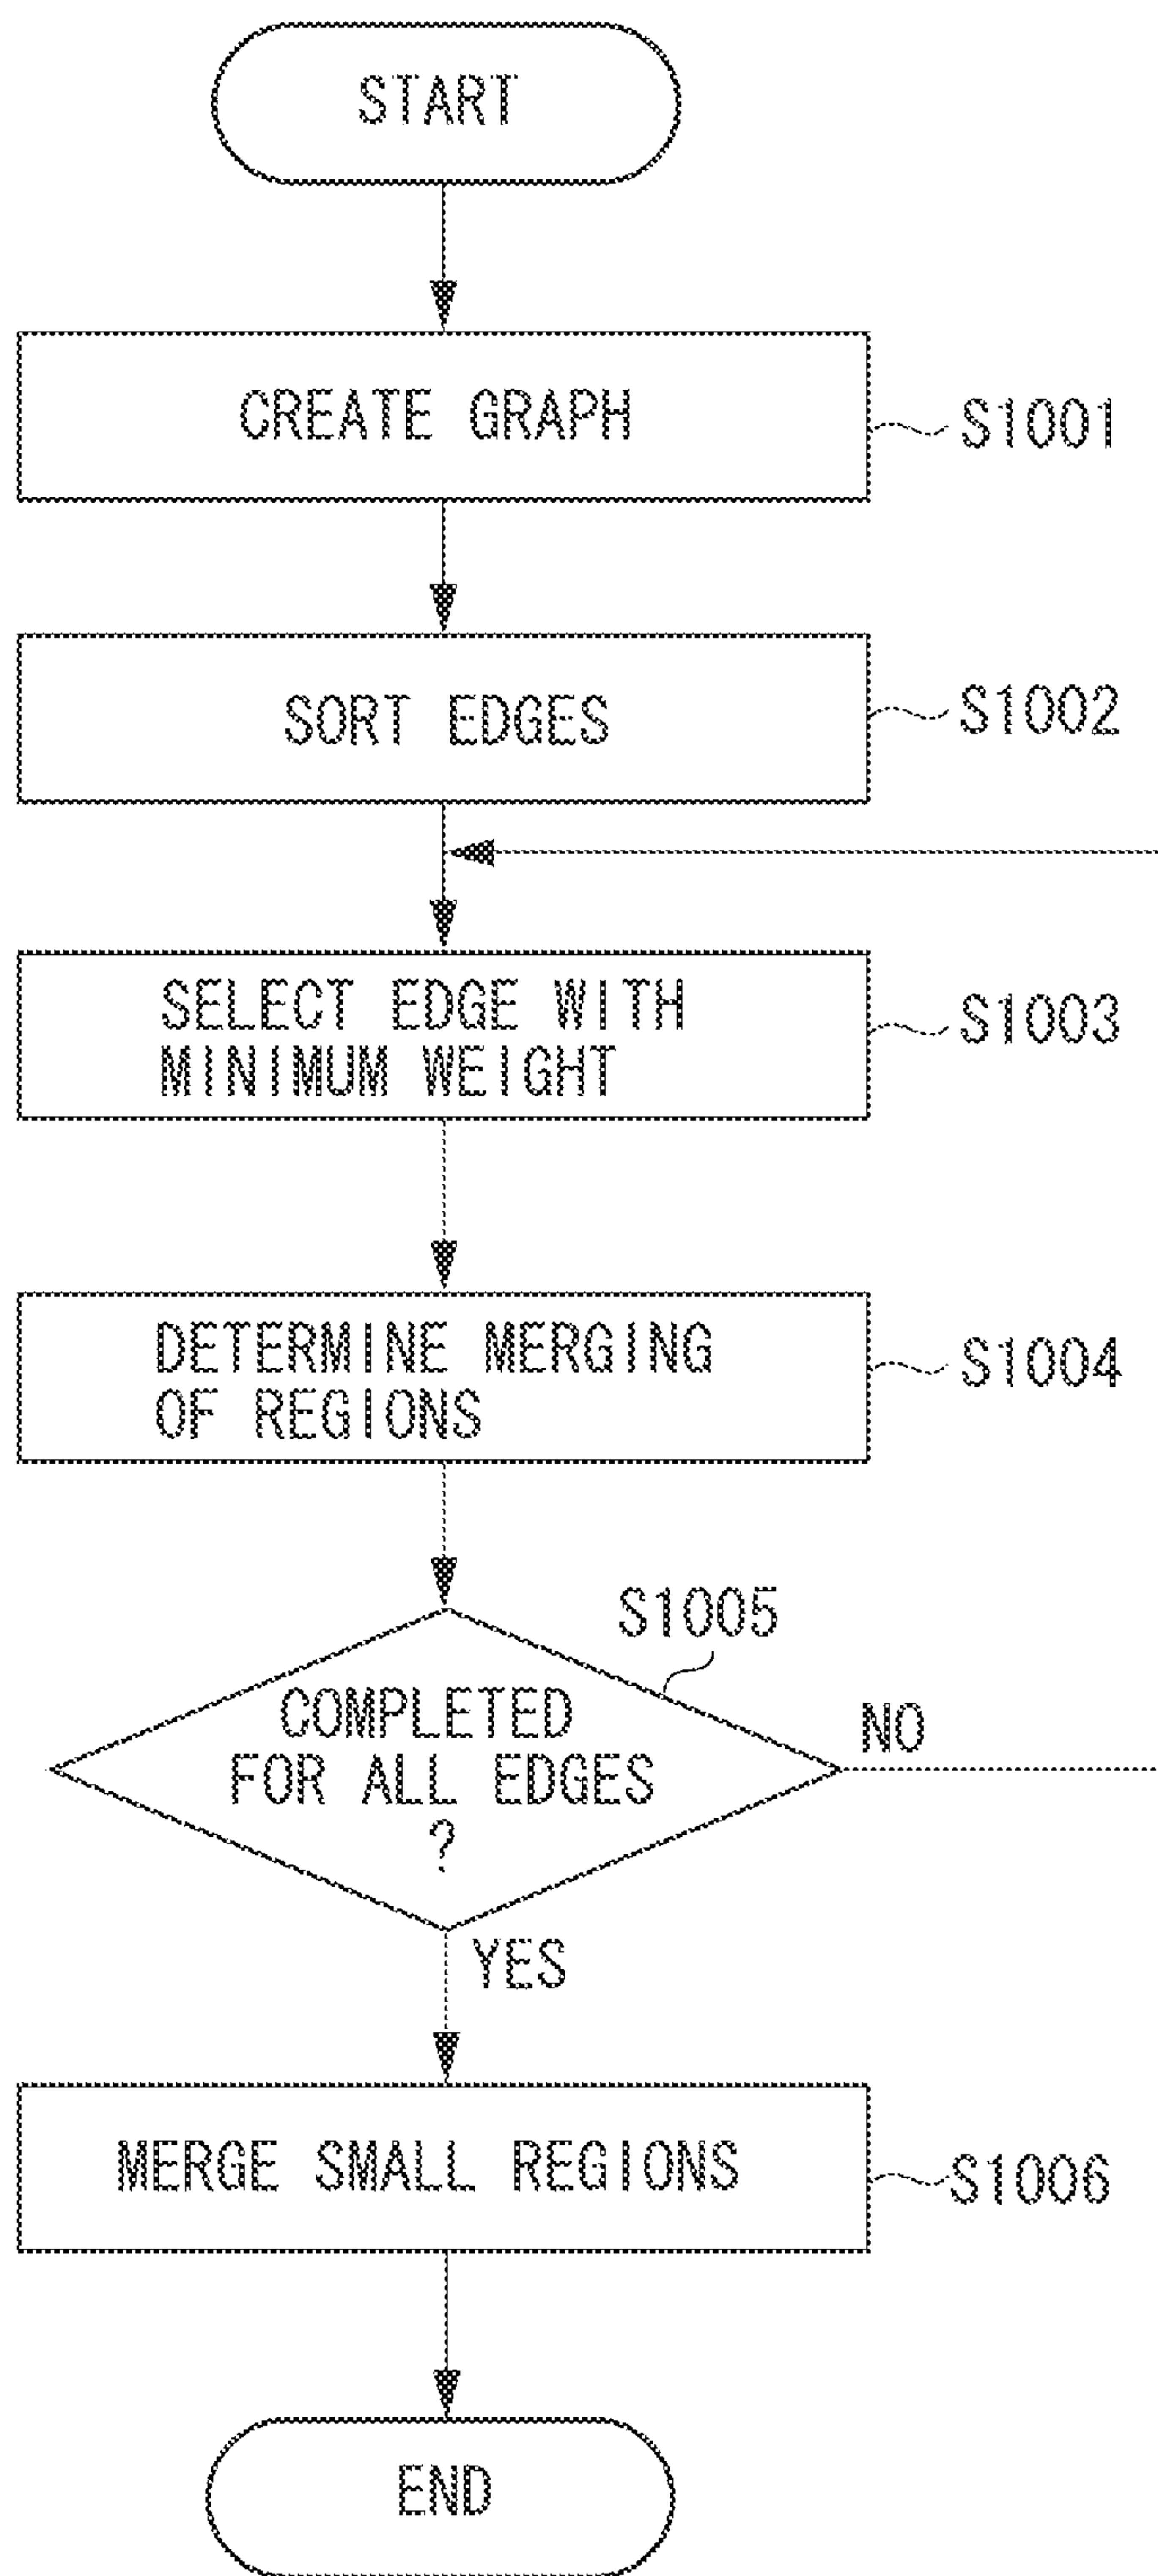 START
CREATE GRAPH
S1001
SORT EDGES
S1002
SELECT EDGE WITH
MINIMUM WEIGHT
S1003
DETERMINE MERGING
OF REGIONS
S1004
S1005
COMPLETED
FOR ALL EDGES
?
NO
YES
MERGE SMALL REGIONS
S1006
END